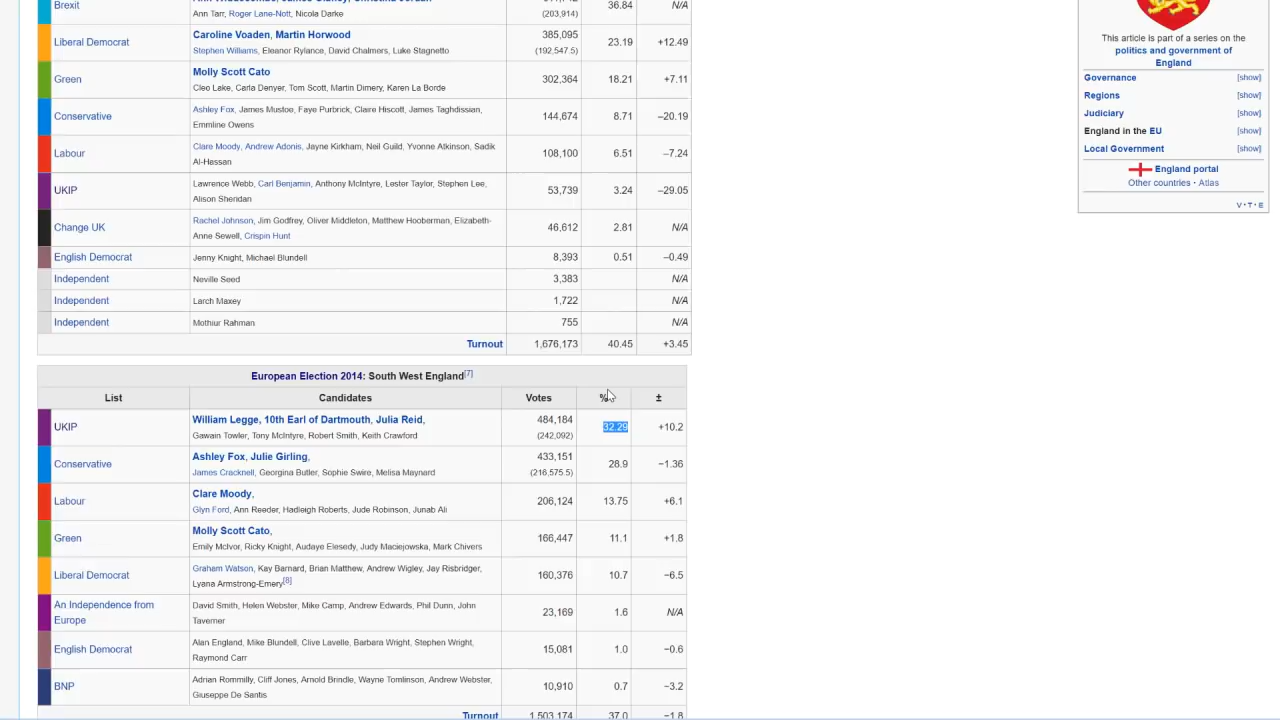 Brexit
Ann Tarr, Roger Lane-Nott, Nicola Darke
(203,914)
36.84
N/A
Liberal Democrat
Caroline Voaden, Martin Horwood
Stephen Williams, Eleanor Rylance, David Chalmers, Luke Stagnetto
385,095
(192,547.5)
23.19
+12.49
Green
Molly Scott Cato
Cleo Lake, Carla Denyer, Tom Scott, Martin Dimery, Karen La Borde
302,364
18.21
+7.11
Conservative
Ashley Fox, James Mustoe, Faye Purbrick, Claire Hiscott, James Taghdissian,
Emmline Owens
144,674
8.71
–20.19
Labour
Clare Moody, Andrew Adonis, Jayne Kirkham, Neil Guild, Yvonne Atkinson, Sadik
Al-Hassan
108,100
6.51
–7.24
UKIP
Lawrence Webb, Carl Benjamin, Anthony McIntyre, Lester Taylor, Stephen Lee,
Alison Sheridan
53,739
3.24
–29.05
Change UK
Rachel Johnson, Jim Godfrey, Oliver Middleton, Matthew Hooberman, Elizabeth-
Anne Sewell, Crispin Hunt
46,612
2.81
N/A
English Democrat
Jenny Knight, Michael Blundell
8,393
0.51
–0.49
Independent
Neville Seed
3,383
N/A
Independent
Larch Maxey
1,722
N/A
Independent
Mothiur Rahman
755
N/A
Turnout
1,676,173
40.45
+3.45
European Election 2014: South West England[7]
List
Candidates
Votes
%
±
UKIP
William Legge, 10th Earl of Dartmouth, Julia Reid,
Gawain Towler, Tony McIntyre, Robert Smith, Keith Crawford
484,184
(242,092)
32.29
+10.2
Conservative
Ashley Fox, Julie Girling,
James Cracknell, Georgina Butler, Sophie Swire, Melisa Maynard
433,151
(216,575.5)
28.9
−1.36
Labour
Clare Moody,
Glyn Ford, Ann Reeder, Hadleigh Roberts, Jude Robinson, Junab Ali
206,124
13.75
+6.1
Green
Molly Scott Cato,
Emily McIvor, Ricky Knight, Audaye Elesedy, Judy Maciejowska, Mark Chivers
166,447
11.1
+1.8
Liberal Democrat
Graham Watson, Kay Barnard, Brian Matthew, Andrew Wigley, Jay Risbridger,
Lyana Armstrong-Emery[8]
160,376
10.7
−6.5
An Independence from
Europe
David Smith, Helen Webster, Mike Camp, Andrew Edwards, Phil Dunn, John
Taverner
23,169
1.6
N/A
English Democrat
Alan England, Mike Blundell, Clive Lavelle, Barbara Wright, Stephen Wright,
Raymond Carr
15,081
1.0
−0.6
BNP
Adrian Rommilly, Cliff Jones, Arnold Brindle, Wayne Tomlinson, Andrew Webster,
Giuseppe De Santis
10,910
0.7
−3.2
Turnout
1,503,174
37.0
−1.8
This article is part of a series on the
politics and government of
England
Governance [show]
Regions [show]
Judiciary [show]
England in the EU [show]
Local Government [show]
England portal
Other countries · Atlas
V·T·E